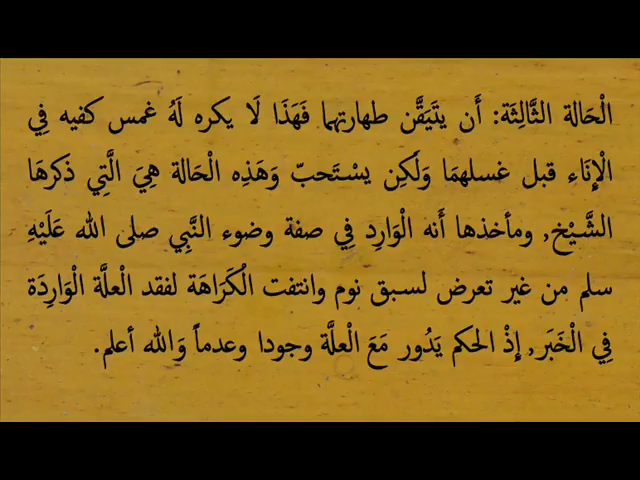 الْحَالة الثَّالِثَة: أَن يتَيَقَّن طهارتهما فَهَذَا لَا يكره لَهُ غمس كفيه فِي
الْإِنَاء قبل غسلهمَا وَلَكِن يسْتَحبّ وَهَذِه الْحَالة هِيَ الَّتِي ذكرهَا
الشَّيْخ, ومأخذها أَنه الْوَارِد فِي صفة وضوء النَّبِي صلى الله عَلَيْهِ
سلم من غير تعرض لسبق نوم وانتفت الْكَرَاهَة لفقد الْعلَّة الْوَارِدَة
فِي الْخَبَر, إِذْ الحكم يَدُور مَعَ الْعلَّة وجودا وعدماً وَالله أعلم.